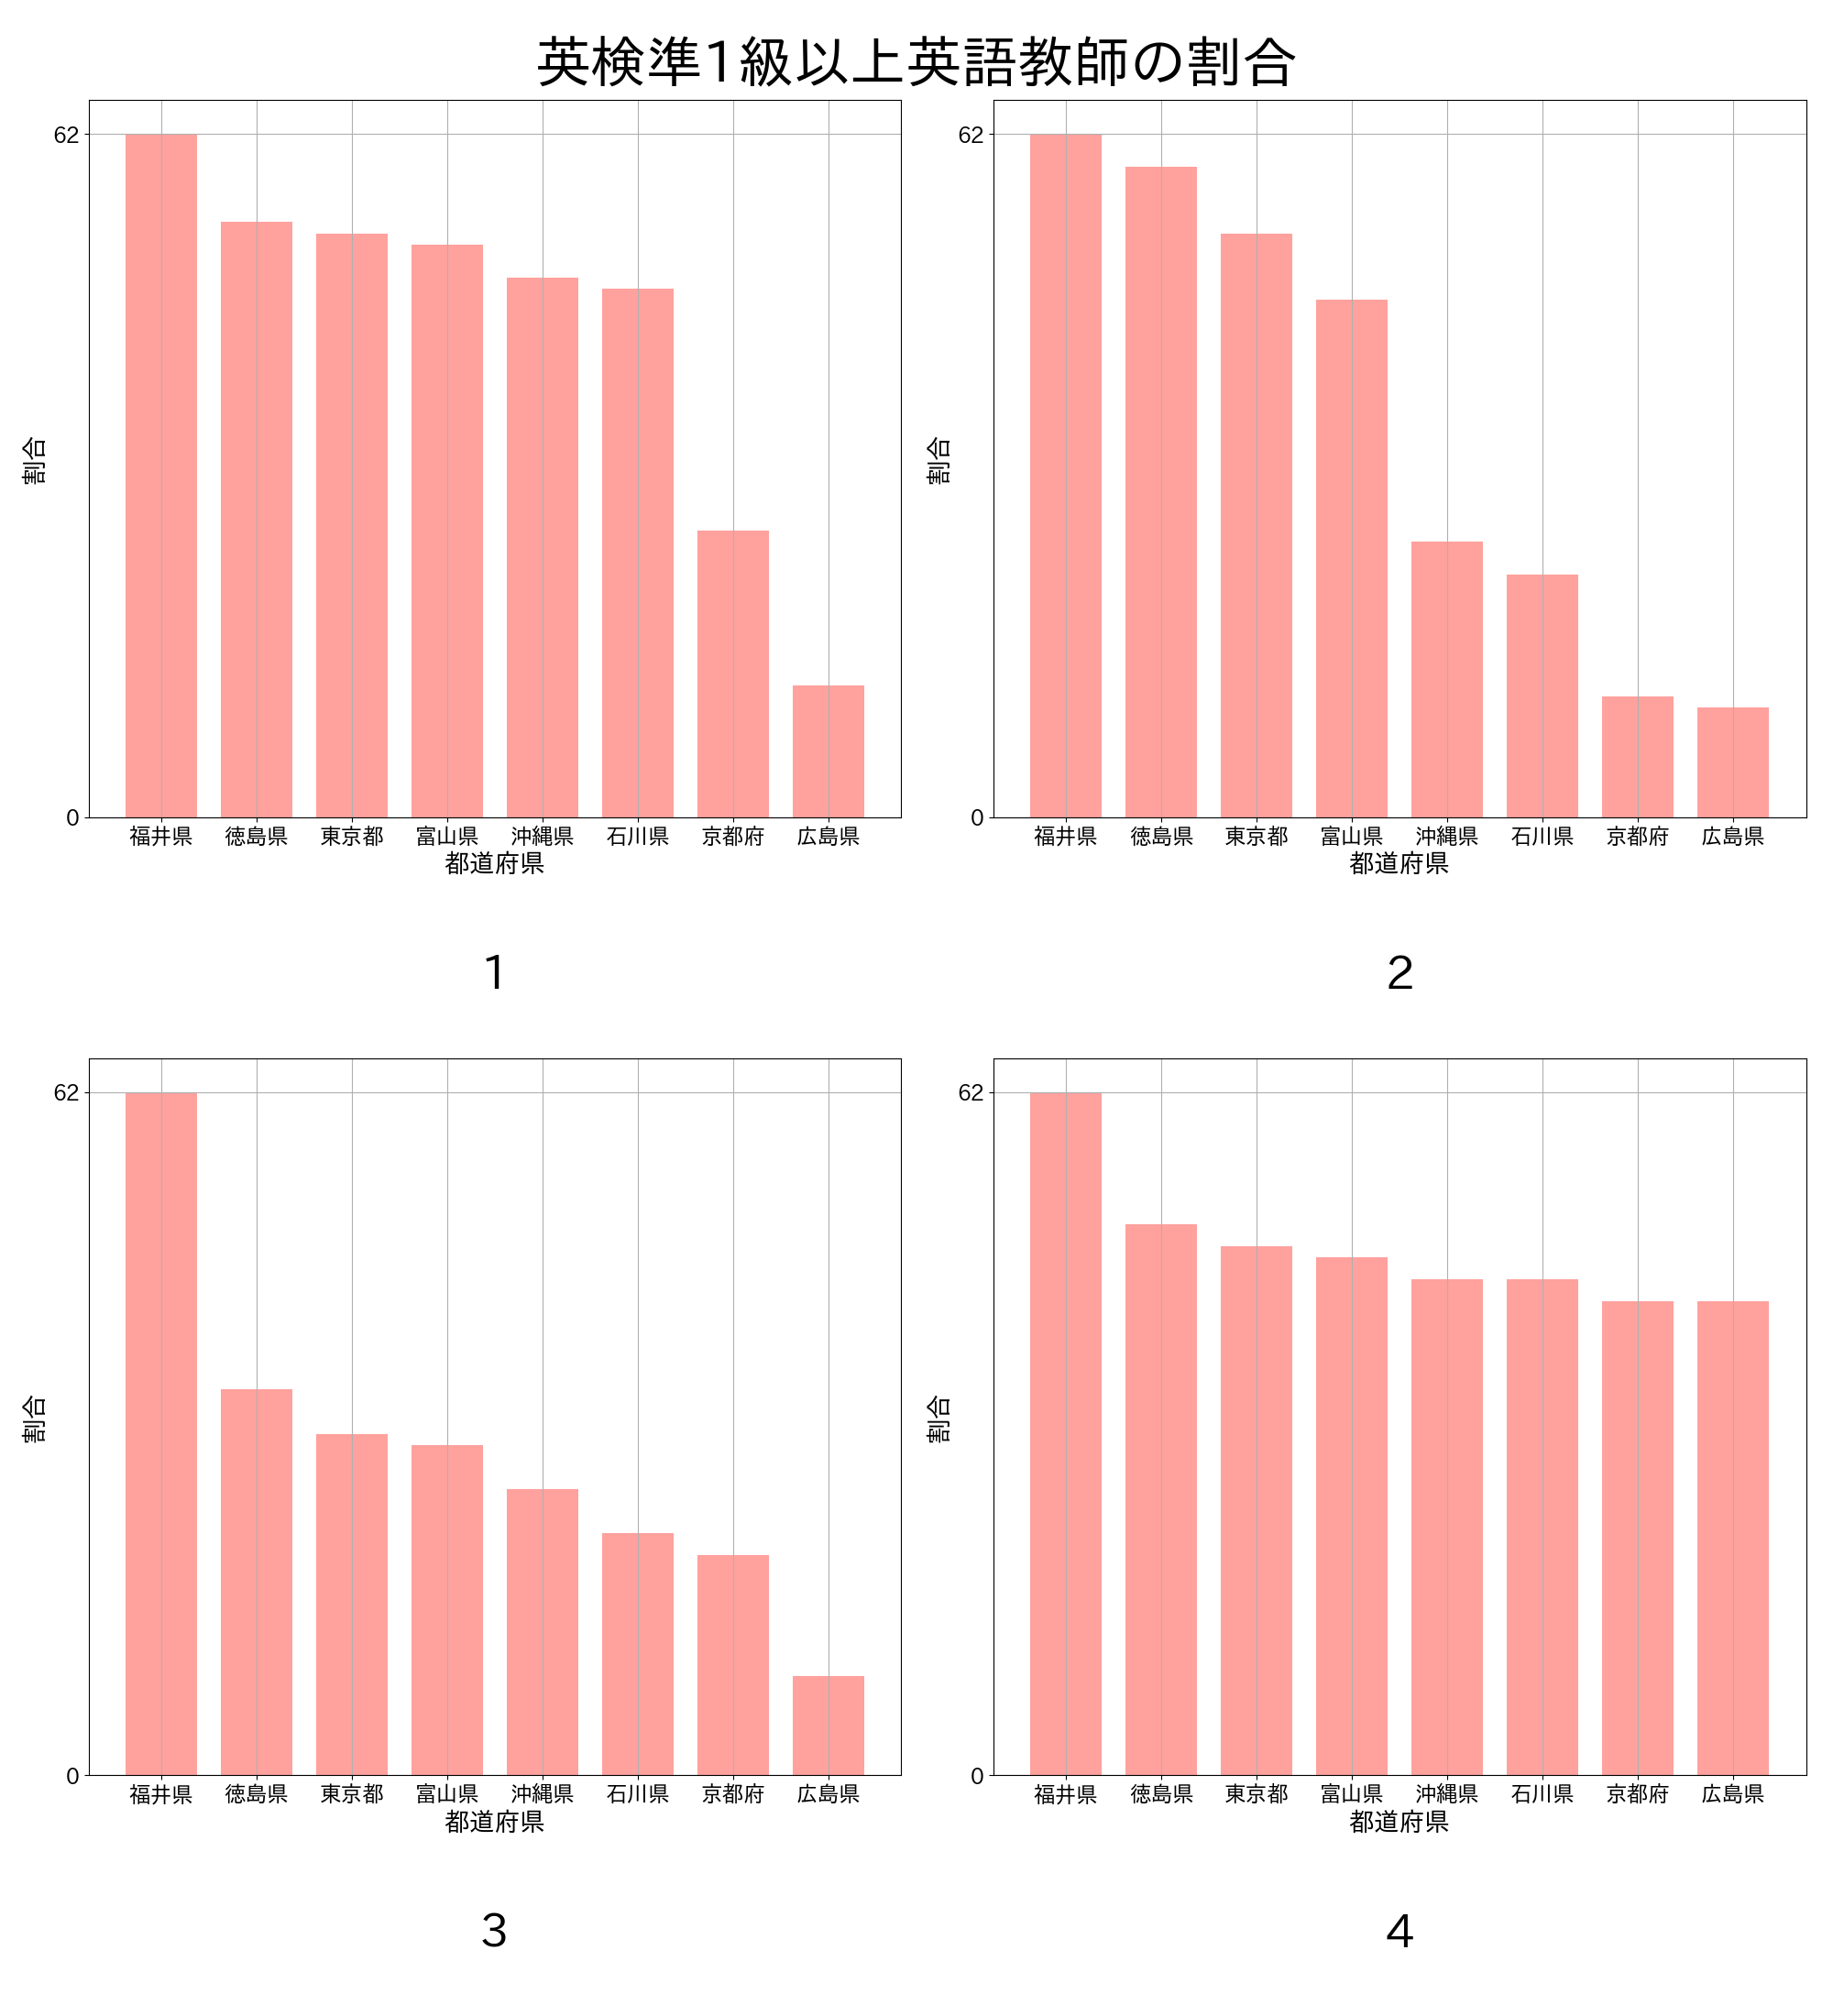 英検準1級以上英語教師の割合
62
割合
0
福井県 徳島県 東京都 富山県 沖縄県 石川県 京都府 広島県
都道府県
1
62
割合
0
福井県 徳島県 東京都 富山県 沖縄県 石川県 京都府 広島県
都道府県
2
62
割合
0
福井県 徳島県 東京都 富山県 沖縄県 石川県 京都府 広島県
都道府県
3
62
割合
0
福井県 徳島県 東京都 富山県 沖縄県 石川県 京都府 広島県
都道府県
4